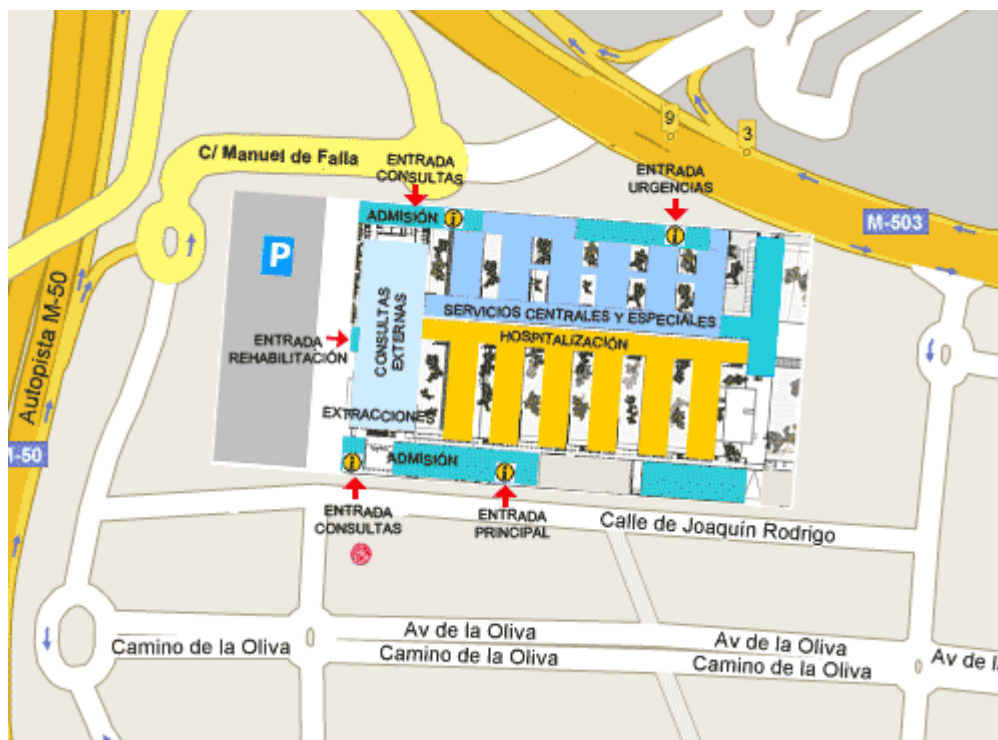 9
3
C/ Manuel de Falla
ENTRADA
CONSULTAS
ENTRADA
URGENCIAS
ADMISIÓN
i
i
M-503
P
Autopista M-50
SERVICIOS CENTRALES Y ESPECIALES
HOSPITALIZACIÓN
CONSULTAS
EXTERNAS
ENTRADA
REHABILITACIÓN
EXTRACCIONES
ADMISIÓN
i
i
M-50
ENTRADA
CONSULTAS
ENTRADA
PRINCIPAL
Calle de Joaquín Rodrigo
Camino de la Oliva
Av de la Oliva
Camino de la Oliva
Av de la Oliva
Camino de la Oliva
Av de la